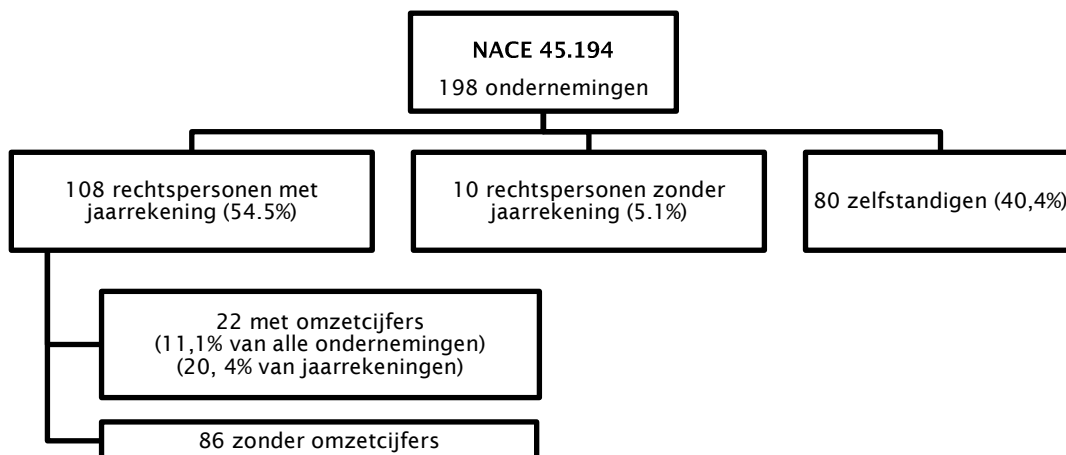 NACE 45.194
198 ondernemingen
108 rechtspersonen met
jaarrekening (54.5%)
10 rechtspersonen zonder
jaarrekening (5.1%)
80 zelfstandigen (40,4%)
22 met omzetcijfers
(11,1% van alle ondernemingen)
(20, 4% van jaarrekeningen)
86 zonder omzetcijfers